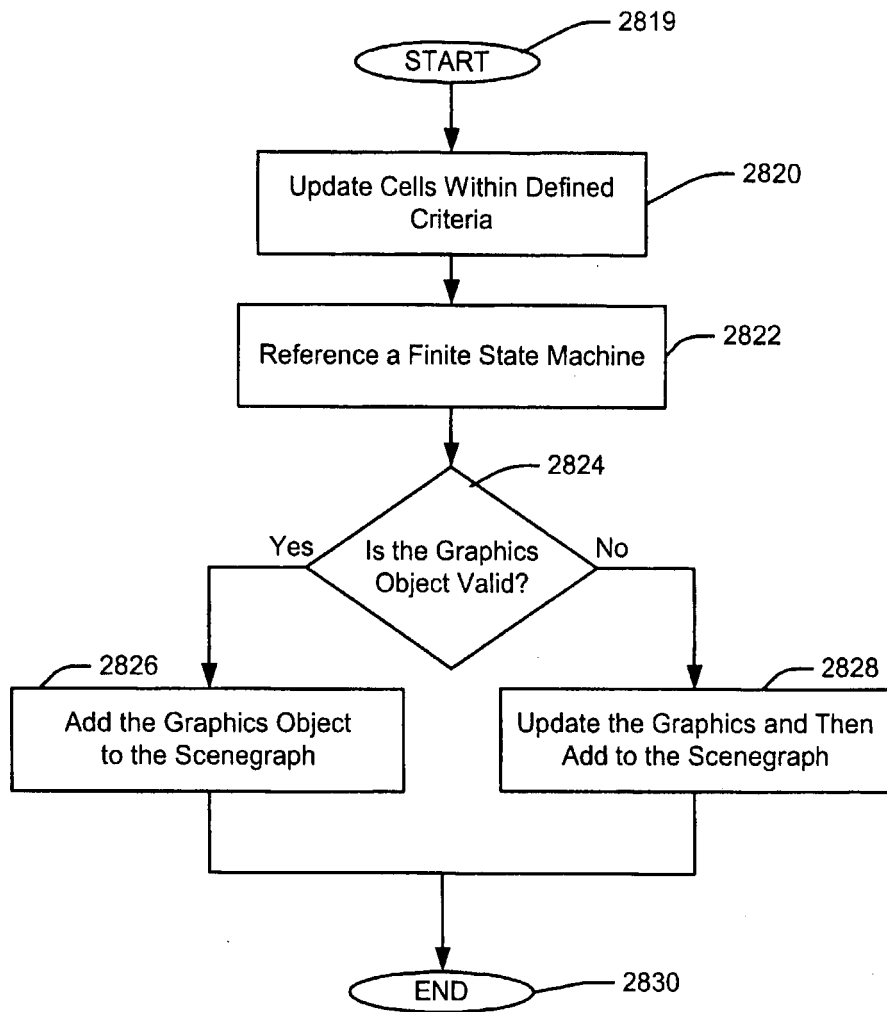 2819
START
2820
Update Cells Within Defined
Criteria
2822
Reference a Finite State Machine
2824
Yes
Is the Graphics
Object Valid?
No
2826
Add the Graphics Object
to the Scenegraph
2828
Update the Graphics and Then
Add to the Scenegraph
END
2830